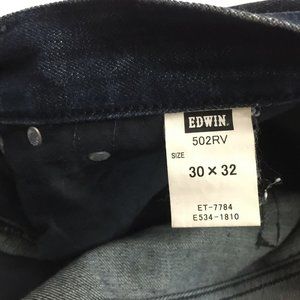 EDWIN.
502RV
SIZE
30 × 32
ET-7784
E534-1810